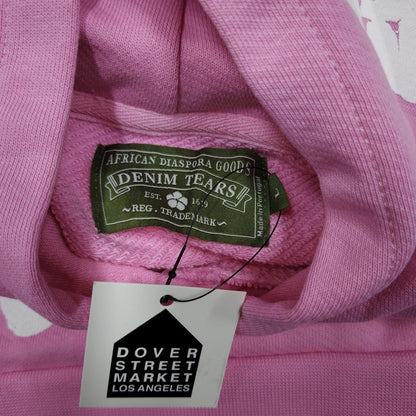 AFRICAN DIASPORA GOODS
DENIM TEARS
EST. 1619
~REG. TRADEMARK~
L
Made in Portugal
DOVER
STREET
MARKET
LOS ANGELES